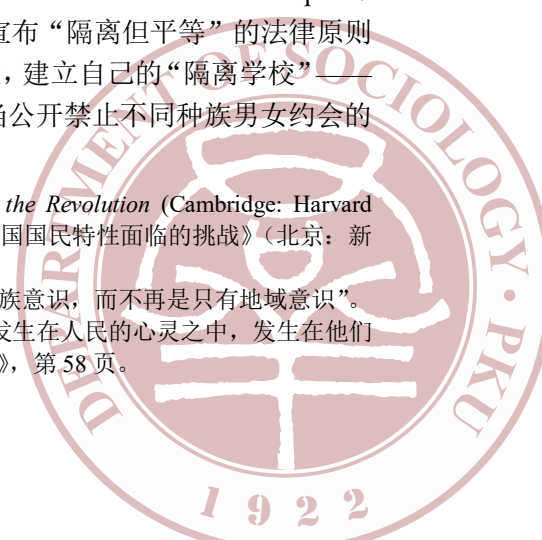 宣布“隔离但平等”的法律原则
,建立自己的“隔离学校”——
公开禁止不同种族男女约会的
the Revolution (Cambridge: Harvard
国国民特性面临的挑战》(北京:新
族意识,而不再是只有地域意识”。
发生在人民的心灵之中,发生在他们
》,第 58 页。
DEPARTMENT OF SOCIOLOGY · PKU
1922